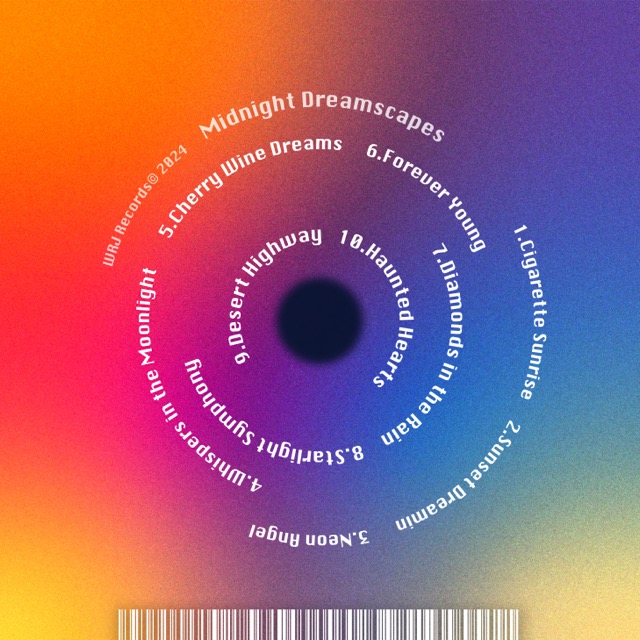 Midnight Dreamscapes
WRJ Records© 2024
1.Cigarette Sunrise
2.Sunset Dreamin
3.Neon Angel
4.Whispers in the Moonlight
5.Cherry Wine Dreams
6.Forever Young
7.Diamonds in the Rain
8.Starlight Symphony
9.Desert Highway
10.Haunted Hearts